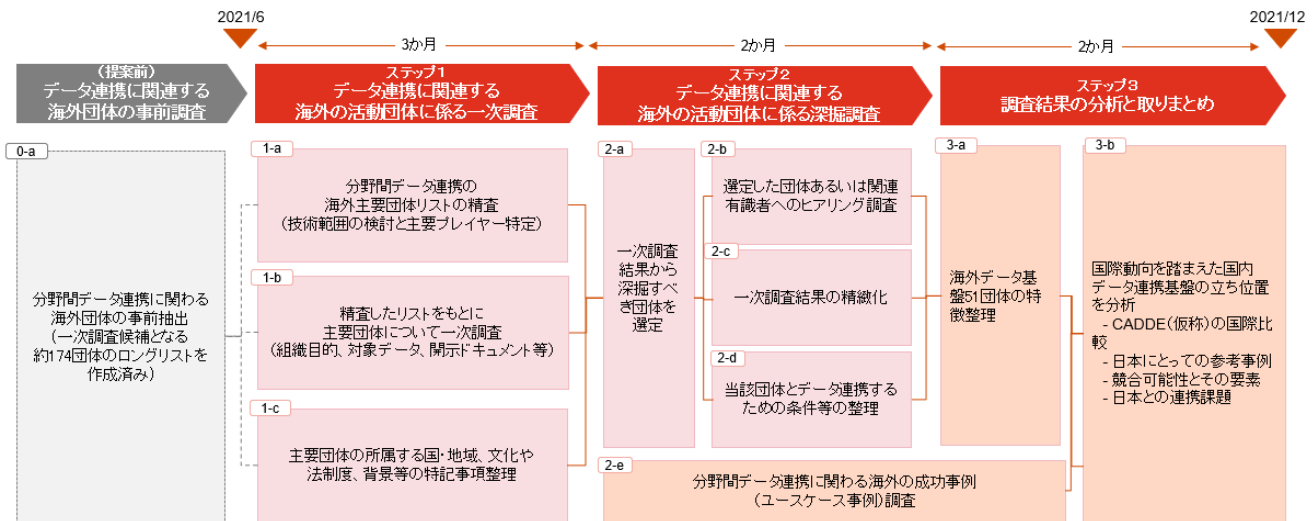 2021/6
2021/12
3か月
2か月
2か月
(提案前)
データ連携に関連する
海外団体の事前調査
ステップ1
データ連携に関連する
海外の活動団体に係る一次調査
ステップ2
データ連携に関連する
海外の活動団体に係る深掘調査
ステップ3
調査結果の分析と取りまとめ
0-a
分野間データ連携に関わる
海外団体の事前抽出
(一次調査候補となる
約174団体のロングリストを
作成済み)
1-a
分野間データ連携の
海外主要団体リストの精査
(技術範囲の検討と主要プレイヤー特定)
1-b
精査したリストをもとに
主要団体について一次調査
(組織目的、対象データ、開示ドキュメント等)
1-c
主要団体の所属する国・地域、文化や
法制度、背景等の特記事項整理
2-a
一次調査
結果から
深掘すべ
き団体を
選定
2-b
選定した団体あるいは関連
有識者へのヒアリング調査
2-c
一次調査結果の精緻化
2-d
当該団体とデータ連携する
ための条件等の整理
2-e
分野間データ連携に関わる海外の成功事例
(ユースケース事例)調査
3-a
海外データ基
盤51団体の特
徴整理
3-b
国際動向を踏まえた国内
データ連携基盤の立ち位置
を分析
- CADDE(仮称)の国際比
較
- 日本にとっての参考事例
- 競合可能性とその要素
- 日本との連携課題